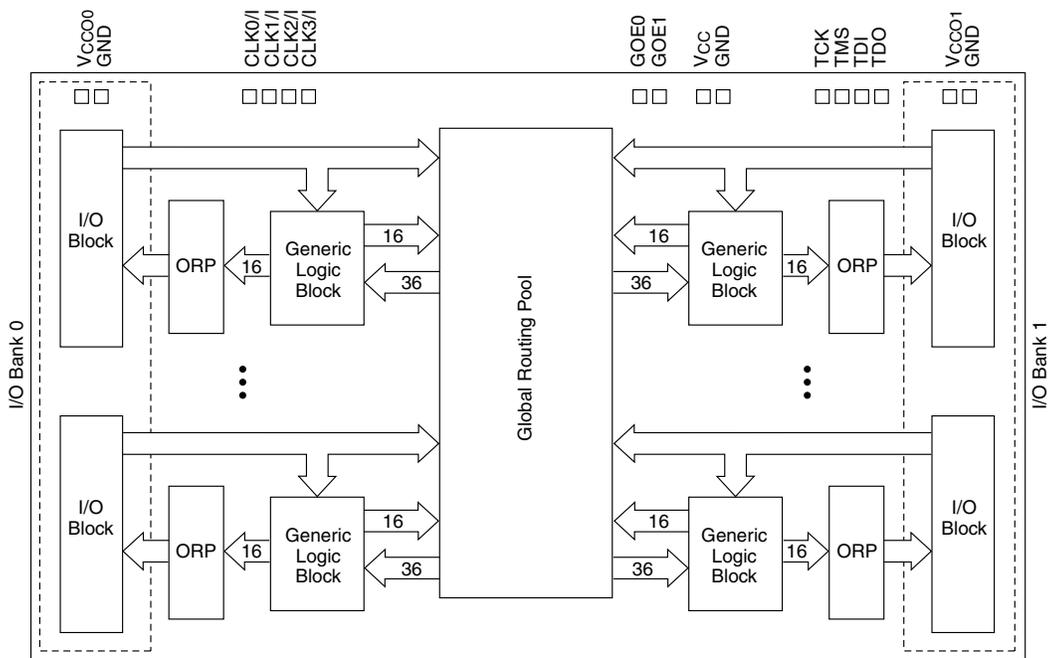 VCCO0
GND
CLK0/I
CLK1/I
CLK2/I
CLK3/I
GOE0
GOE1
VCC
GND
TCK
TMS
TDI
TDO
VCCO1
GND
I/O Bank 0
I/O
Block
ORP
16
Generic
Logic
Block
16
36
Global Routing Pool
16
36
Generic
Logic
Block
16
ORP
I/O
Block
I/O Bank 1
I/O
Block
ORP
16
Generic
Logic
Block
16
36
16
36
Generic
Logic
Block
16
ORP
I/O
Block